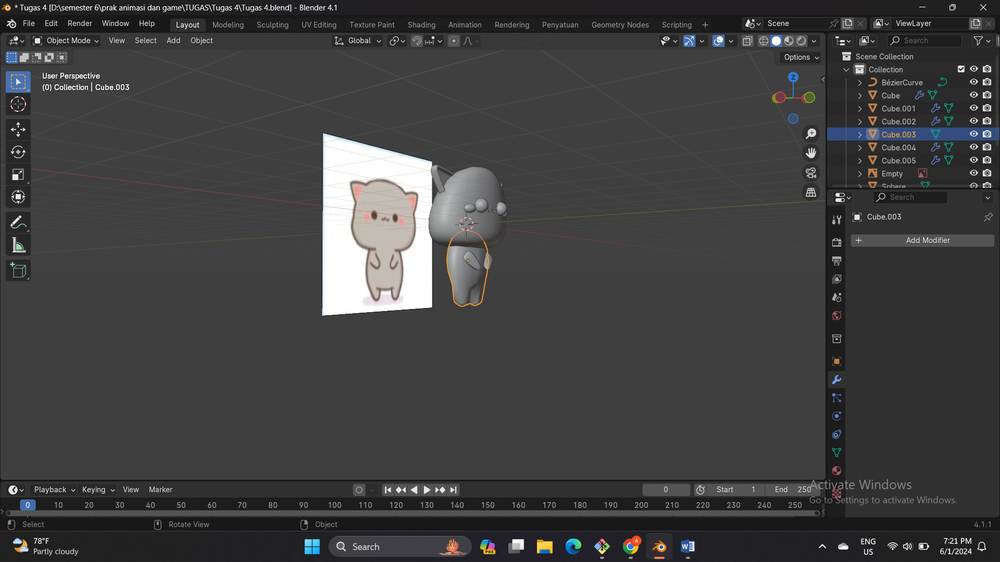 * Tugas 4 [D:\semester 6\prak animasi dan game\TUGAS\Tugas 4\Tugas 4.blend] - Blender 4.1
File Edit Render Window Help Layout Modeling Sculpting UV Editing Texture Paint Shading Animation Rendering Penyatuan Geometry Nodes Scripting + Scene ViewLayer
Object Mode View Select Add Object Global Search
Options
User Perspective
(0) Collection | Cube.003
Z
Scene Collection
Collection
BézierCurve
Cube
Cube.001
Cube.002
Cube.003
Cube.004
Cube.005
Empty
Sphere
Search
Cube.003
+ Add Modifier
Activate Windows
Go to Settings to activate Windows.
Playback Keying View Marker 0 Start 1 End 250
0 10 20 30 40 50 60 70 80 90 100 110 120 130 140 150 160 170 180 190 200 210 220 230 240 250
Select Rotate View Object 4.1.1
78°F
Partly cloudy
Search
PRE
A
W
ENG
US
7:21 PM
6/1/2024